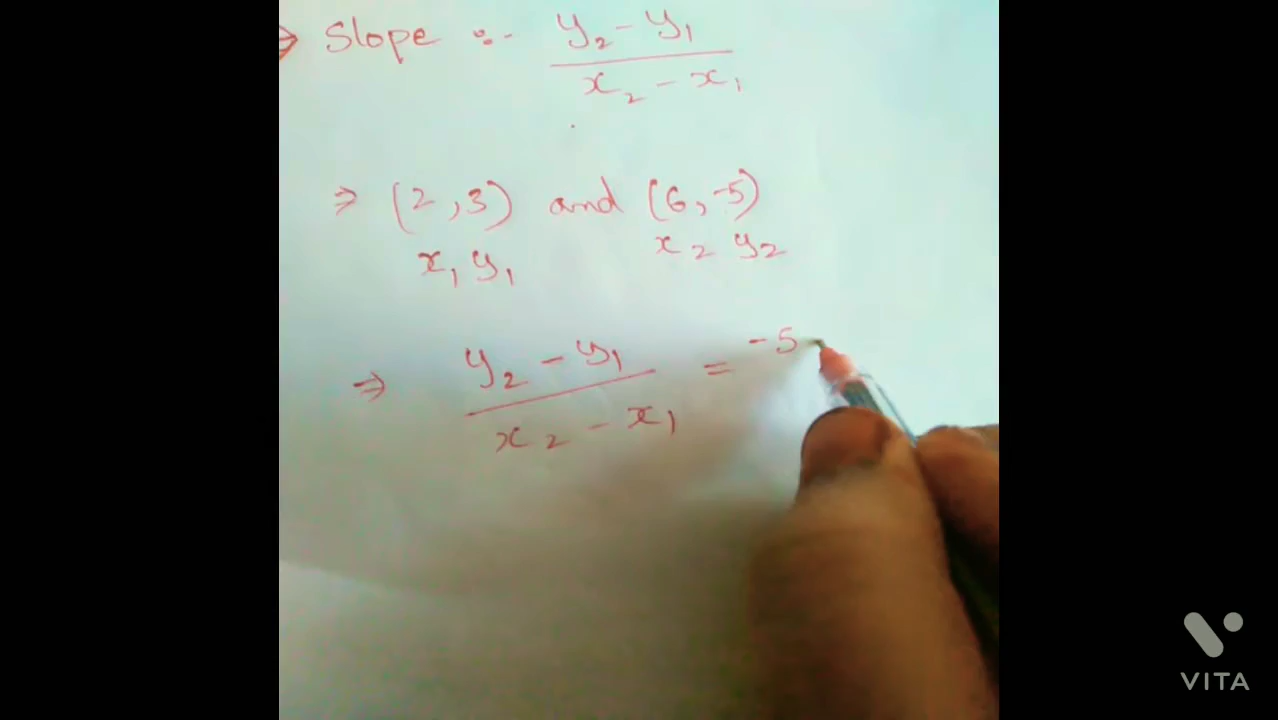 ⇒ Slope :- y₂ - y₁ / x₂ - x₁
⇒ (2, 3) and (6, -5)
x₁ y₁ x₂ y₂
⇒ y₂ - y₁ / x₂ - x₁ = -5
VITA